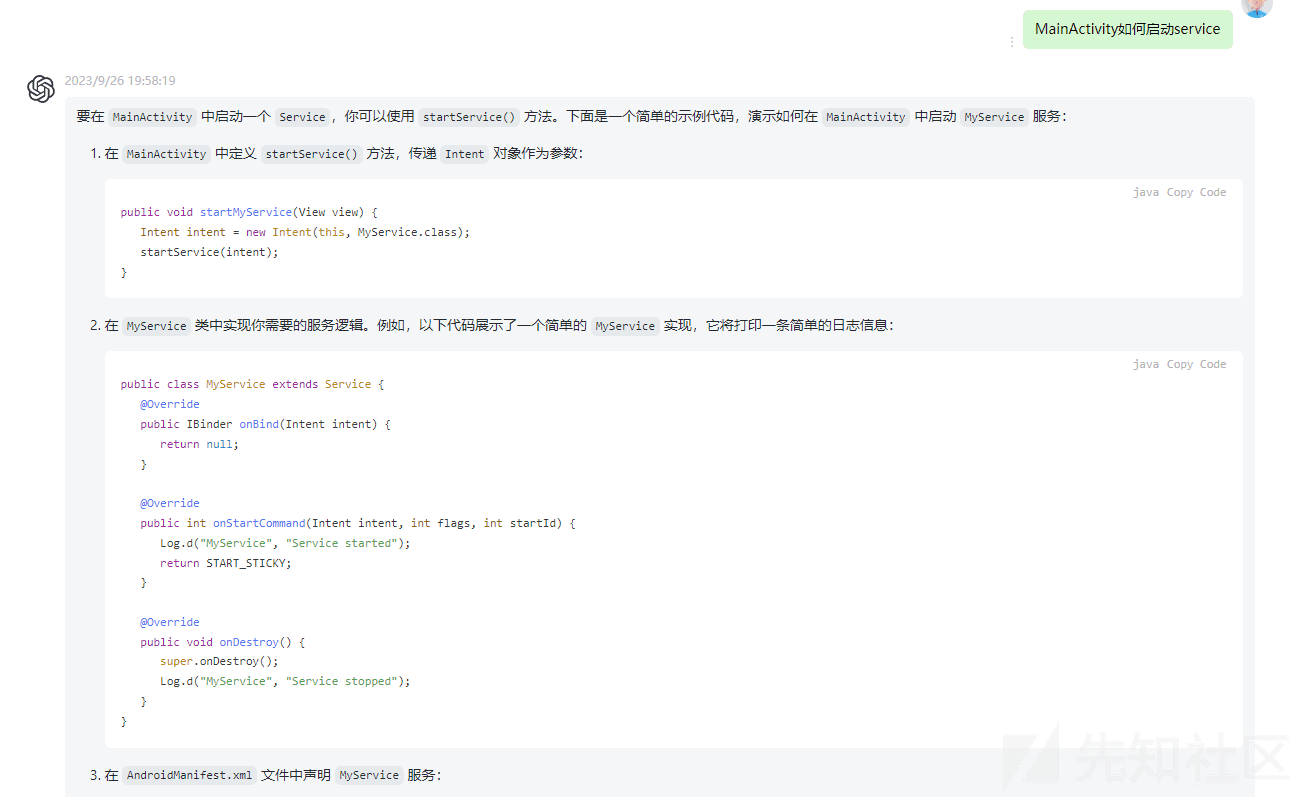 MainActivity如何启动service
2023/9/26 19:58:19
要在 MainActivity 中启动一个 Service ，你可以使用 startService() 方法。下面是一个简单的示例代码，演示如何在 MainActivity 中启动 MyService 服务：
1. 在 MainActivity 中定义 startService() 方法，传递 Intent 对象作为参数：
java Copy Code
public void startMyService(View view) {
   Intent intent = new Intent(this, MyService.class);
   startService(intent);
}
2. 在 MyService 类中实现你需要的服务逻辑。例如，以下代码展示了一个简单的 MyService 实现，它将打印一条简单的日志信息：
java Copy Code
public class MyService extends Service {
   @Override
   public IBinder onBind(Intent intent) {
      return null;
   }
   @Override
   public int onStartCommand(Intent intent, int flags, int startId) {
      Log.d("MyService", "Service started");
      return START_STICKY;
   }
   @Override
   public void onDestroy() {
      super.onDestroy();
      Log.d("MyService", "Service stopped");
   }
}
3. 在 AndroidManifest.xml 文件中声明 MyService 服务：
先知社区